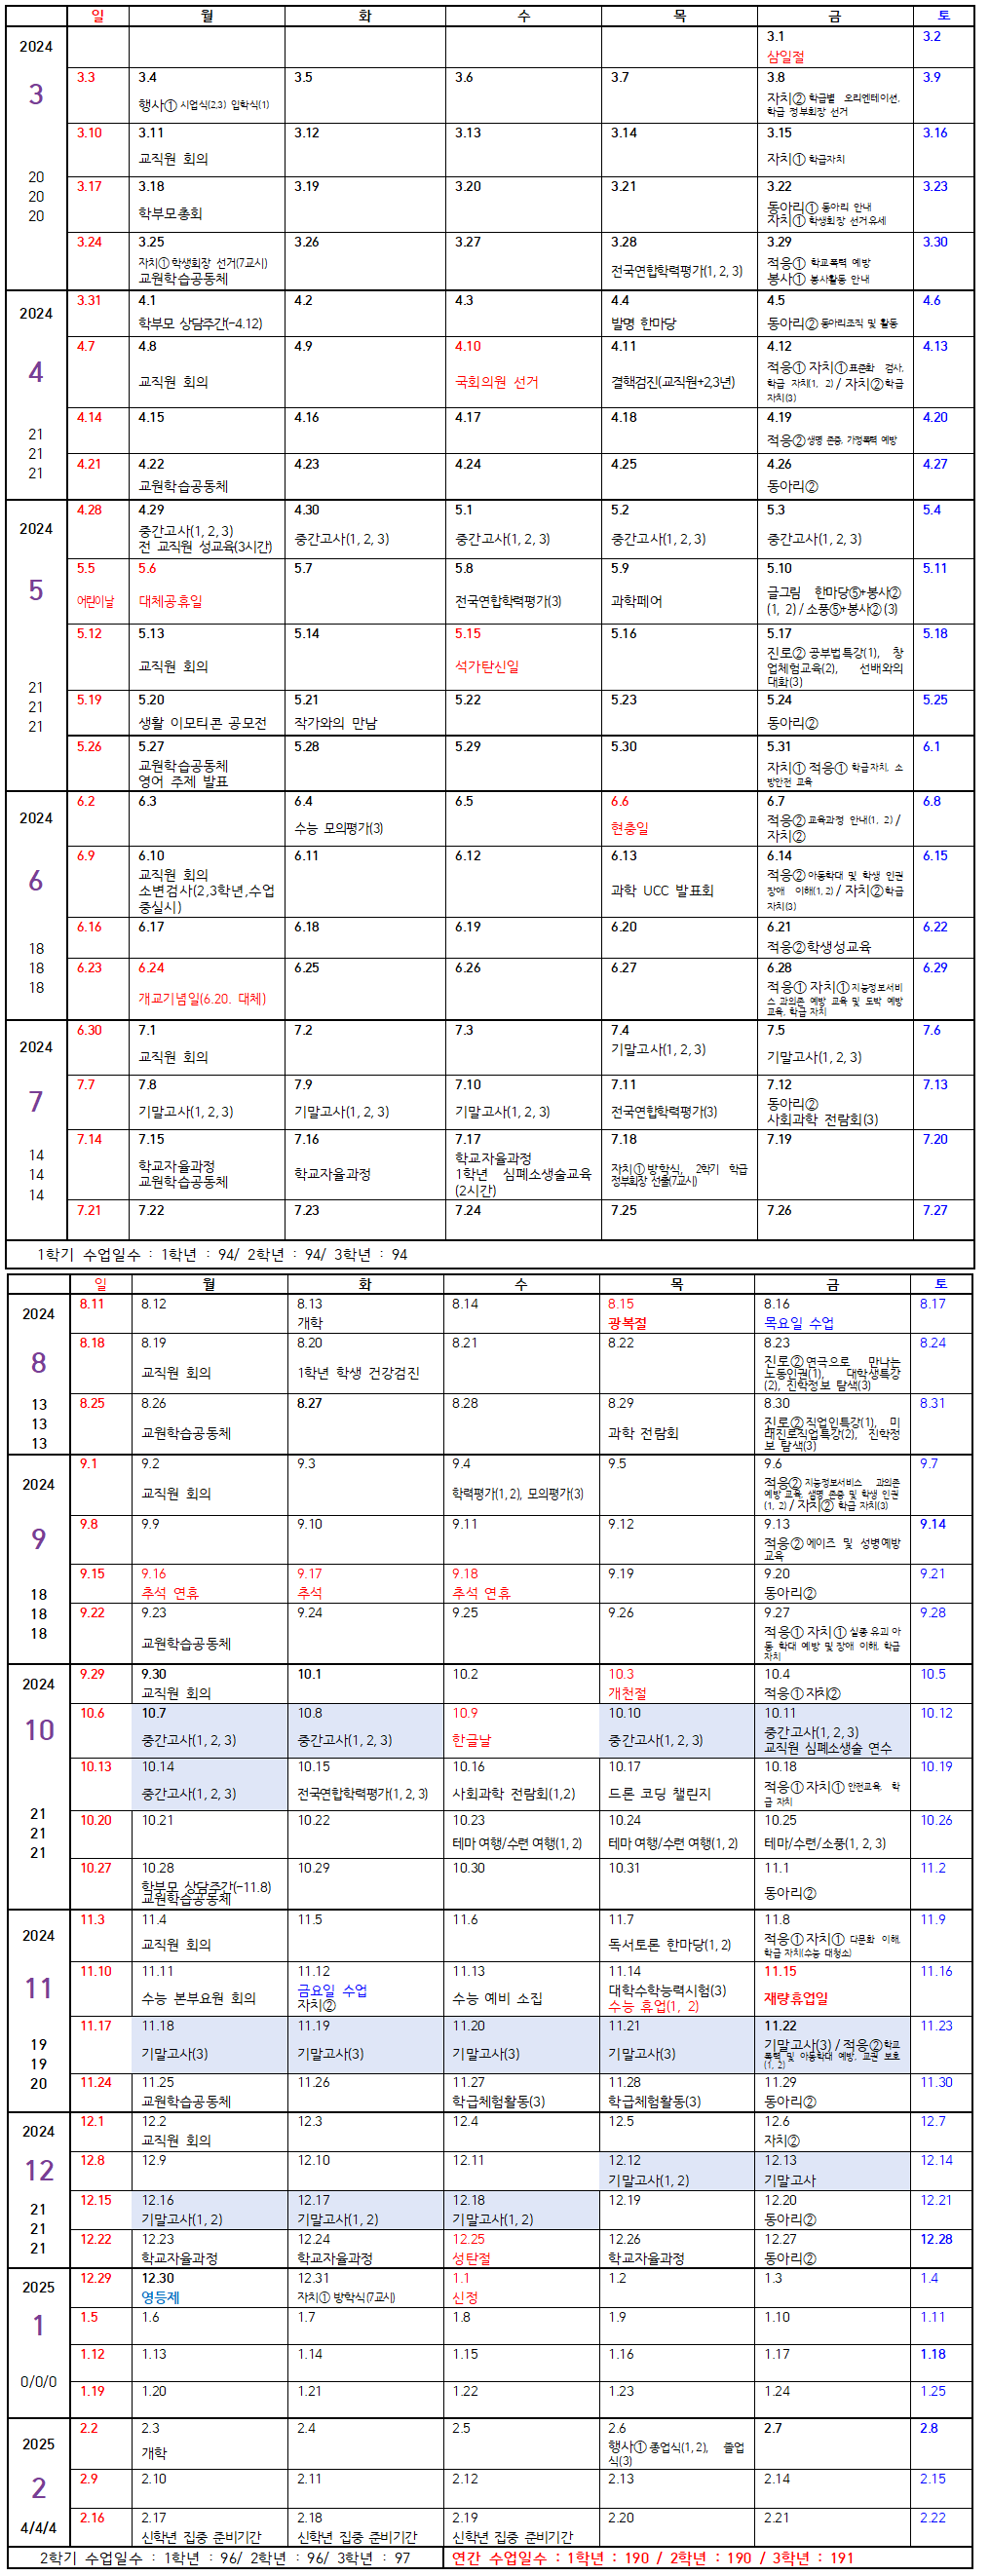 일 월 화 수 목 금 토
2024
3
20
20
20
3.1 3.2
삼일절
3.3 3.4 3.5 3.6 3.7 3.8 3.9
행사① 시업식(2,3) 입학식(1)
자치② 학급별 오리엔테이션,
학급 정부회장 선거
3.10 3.11 3.12 3.13 3.14 3.15 3.16
교직원 회의
자치① 학급자치
3.17 3.18 3.19 3.20 3.21 3.22 3.23
학부모총회
동아리① 동아리 안내
자치① 학생회장 선거유세
3.24 3.25 3.26 3.27 3.28 3.29 3.30
자치①학생회장 선거(7교시)
교원학습공동체
전국연합학력평가(1, 2, 3)
적응① 학교폭력 예방
봉사① 봉사활동 안내
2024
4
21
21
21
3.31 4.1 4.2 4.3 4.4 4.5 4.6
학부모 상담주간(-4.12)
발명 한마당
동아리②동아리조직 및 활동
4.7 4.8 4.9 4.10 4.11 4.12 4.13
교직원 회의
국회의원 선거
결핵검진(교직원+2,3년)
적응① 자치①표준화 검사,
학급 자치(1, 2) / 자치②학급
자치(3)
4.14 4.15 4.16 4.17 4.18 4.19 4.20
적응②생명 존중, 가정폭력 예방
4.21 4.22 4.23 4.24 4.25 4.26 4.27
교원학습공동체
동아리②
2024
5
21
21
21
4.28 4.29 4.30 5.1 5.2 5.3 5.4
중간고사(1, 2, 3)
전 교직원 성교육(3시간)
중간고사(1, 2, 3)
중간고사(1, 2, 3)
중간고사(1, 2, 3)
중간고사(1, 2, 3)
5.5 5.6 5.7 5.8 5.9 5.10 5.11
어린이날
대체공휴일
전국연합학력평가(3)
과학페어
글그림 한마당⑤+봉사②
(1, 2) / 소풍⑤+봉사②(3)
5.12 5.13 5.14 5.15 5.16 5.17 5.18
교직원 회의
석가탄신일
진로②공부법특강(1), 창
업체험교육(2), 선배와의
대화(3)
5.19 5.20 5.21 5.22 5.23 5.24 5.25
생활 이모티콘 공모전
작가와의 만남
동아리②
5.26 5.27 5.28 5.29 5.30 5.31 6.1
교원학습공동체
영어 주제 발표
자치① 적응① 학급자치, 소
방안전 교육
2024
6
18
18
18
6.2 6.3 6.4 6.5 6.6 6.7 6.8
수능 모의평가(3)
현충일
적응②교육과정 안내(1, 2) /
자치②
6.9 6.10 6.11 6.12 6.13 6.14 6.15
교직원 회의
소변검사(2,3학년,수업
중실시)
과학 UCC 발표회
적응②아동학대 및 학생 인권
장애 이해(1,2) / 자치②학급
자치(3)
6.16 6.17 6.18 6.19 6.20 6.21 6.22
적응②학생성교육
6.23 6.24 6.25 6.26 6.27 6.28 6.29
개교기념일(6.20. 대체)
적응① 자치①지능정보서비
스 과의존 예방 교육 및 도박 예방
교육, 학급 자치
2024
7
14
14
14
6.30 7.1 7.2 7.3 7.4 7.5 7.6
교직원 회의
기말고사(1, 2, 3)
기말고사(1, 2, 3)
7.7 7.8 7.9 7.10 7.11 7.12 7.13
기말고사(1, 2, 3)
기말고사(1, 2, 3)
기말고사(1, 2, 3)
전국연합학력평가(3)
동아리②
사회과학 전람회(3)
7.14 7.15 7.16 7.17 7.18 7.19 7.20
학교자율과정
교원학습공동체
학교자율과정
학교자율과정
1학년 심폐소생술교육
(2시간)
자치①방학식, 2학기 학급
정부회장 선출(7교시)
7.21 7.22 7.23 7.24 7.25 7.26 7.27
1학기 수업일수 : 1학년 : 94/ 2학년 : 94/ 3학년 : 94
일 월 화 수 목 금 토
2024
8
13
13
13
8.11 8.12 8.13 8.14 8.15 8.16 8.17
개학
광복절
목요일 수업
8.18 8.19 8.20 8.21 8.22 8.23 8.24
교직원 회의
1학년 학생 건강검진
진로②연극으로 만나는
노동인권(1), 대학생특강
(2), 진학정보 탐색(3)
8.25 8.26 8.27 8.28 8.29 8.30 8.31
교원학습공동체
과학 전람회
진로②직업인특강(1), 미
래진로직업특강(2), 진학정
보 탐색(3)
2024
9
18
18
18
9.1 9.2 9.3 9.4 9.5 9.6 9.7
교직원 회의
학력평가(1, 2), 모의평가(3)
적응②지능정보서비스 과의존
예방 교육, 생명 존중 및 학생 인권
(1, 2) / 자치② 학급 자치(3)
9.8 9.9 9.10 9.11 9.12 9.13 9.14
적응②에이즈 및 성병예방
교육
9.15 9.16 9.17 9.18 9.19 9.20 9.21
추석 연휴
추석
추석 연휴
동아리②
9.22 9.23 9.24 9.25 9.26 9.27 9.28
교원학습공동체
적응① 자치① 실종 유괴 아
동 학대 예방 및 장애 이해, 학급
자치
2024
10
21
21
21
9.29 9.30 10.1 10.2 10.3 10.4 10.5
교직원 회의
개천절
적응① 자치②
10.6 10.7 10.8 10.9 10.10 10.11 10.12
중간고사(1, 2, 3)
중간고사(1, 2, 3)
한글날
중간고사(1, 2, 3)
중간고사(1, 2, 3)
교직원 심폐소생술 연수
10.13 10.14 10.15 10.16 10.17 10.18 10.19
중간고사(1, 2, 3)
전국연합학력평가(1, 2, 3)
사회과학 전람회(1,2)
드론 코딩 챌린지
적응①자치① 안전교육, 학
급 자치
10.20 10.21 10.22 10.23 10.24 10.25 10.26
테마 여행/수련 여행(1, 2)
테마 여행/수련 여행(1, 2)
테마/수련/소풍(1, 2, 3)
10.27 10.28 10.29 10.30 10.31 11.1 11.2
학부모 상담주간(-11.8)
교원학습공동체
동아리②
2024
11
19
19
20
11.3 11.4 11.5 11.6 11.7 11.8 11.9
교직원 회의
독서토론 한마당(1, 2)
적응①자치① 다문화 이해,
학급 자치(수능 대청소)
11.10 11.11 11.12 11.13 11.14 11.15 11.16
수능 본부요원 회의
금요일 수업
자치②
수능 예비 소집
대학수학능력시험(3)
수능 휴업(1, 2)
재량휴업일
11.17 11.18 11.19 11.20 11.21 11.22 11.23
기말고사(3)
기말고사(3)
기말고사(3)
기말고사(3)
기말고사(3) / 적응②학교
폭력 및 아동학대 예방, 교권 보호
(1, 2)
11.24 11.25 11.26 11.27 11.28 11.29 11.30
교원학습공동체
학급체험활동(3)
학급체험활동(3)
동아리②
2024
12
21
21
21
12.1 12.2 12.3 12.4 12.5 12.6 12.7
교직원 회의
자치②
12.8 12.9 12.10 12.11 12.12 12.13 12.14
기말고사(1, 2)
기말고사
12.15 12.16 12.17 12.18 12.19 12.20 12.21
기말고사(1, 2)
기말고사(1, 2)
기말고사(1, 2)
동아리②
12.22 12.23 12.24 12.25 12.26 12.27 12.28
학교자율과정
학교자율과정
성탄절
학교자율과정
동아리②
2025
1
0/0/0
12.29 12.30 12.31 1.1 1.2 1.3 1.4
영등제
자치① 방학식(7교시)
신정
1.5 1.6 1.7 1.8 1.9 1.10 1.11
1.12 1.13 1.14 1.15 1.16 1.17 1.18
1.19 1.20 1.21 1.22 1.23 1.24 1.25
2025
2
4/4/4
2.2 2.3 2.4 2.5 2.6 2.7 2.8
개학
행사①종업식(1, 2), 졸업
식(3)
2.9 2.10 2.11 2.12 2.13 2.14 2.15
2.16 2.17 2.18 2.19 2.20 2.21 2.22
신학년 집중 준비기간
신학년 집중 준비기간
신학년 집중 준비기간
2학기 수업일수 : 1학년 : 96/ 2학년 : 96/ 3학년 : 97
연간 수업일수 : 1학년 : 190 / 2학년 : 190 / 3학년 : 191